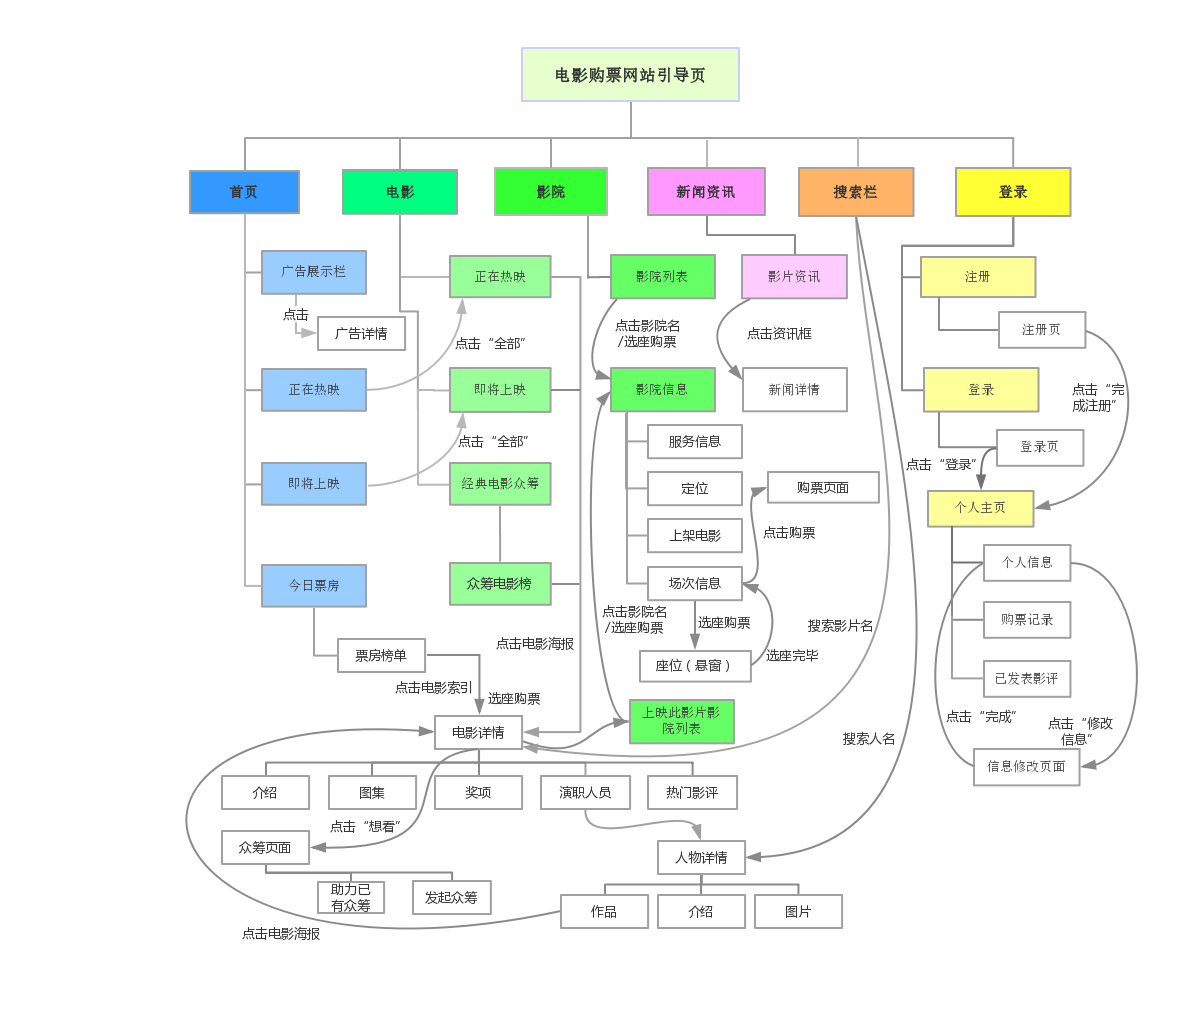 电影购票网站引导页
首页
电影
影院
新闻资讯
搜索栏
登录
广告展示栏
正在热映
影院列表
影片资讯
注册
点击
广告详情
点击“全部”
点击影院名
/选座购票
点击资讯框
注册页
正在热映
即将上映
影院信息
新闻详情
登录
点击“完
成注册”
点击“全部”
服务信息
登录页
点击“登录”
即将上映
经典电影众筹
定位
购票页面
个人主页
上架电影
点击购票
今日票房
众筹电影榜
场次信息
个人信息
点击影院名
/选座购票
选座购票
搜索影片名
购票记录
票房榜单
点击电影海报
座位（悬窗）
选座完毕
已发表影评
点击电影索引
选座购票
上映此影片影
院列表
点击“完成”
点击“修改
信息”
电影详情
搜索人名
信息修改页面
介绍
图集
奖项
演职人员
热门影评
点击“想看”
众筹页面
人物详情
助力已
有众筹
发起众筹
作品
介绍
图片
点击电影海报